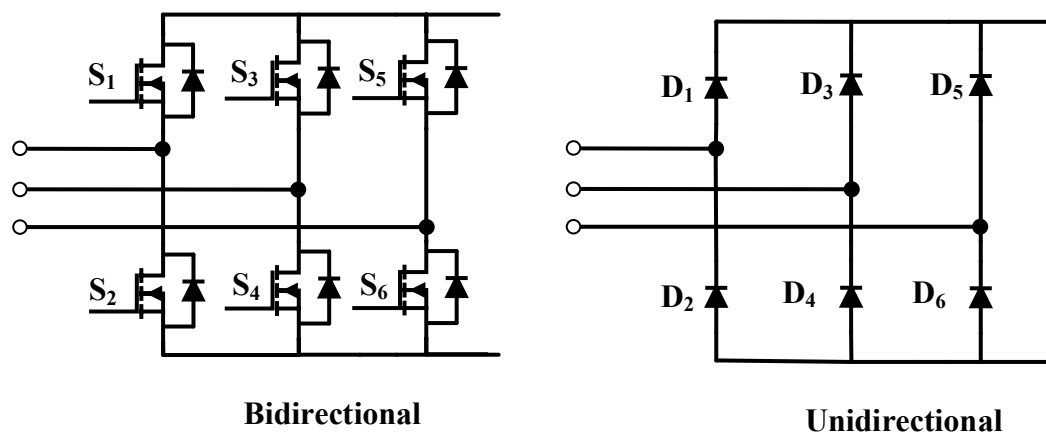 S1
S3
S5
S2
S4
S6
Bidirectional
D1
D3
D5
D2
D4
D6
Unidirectional